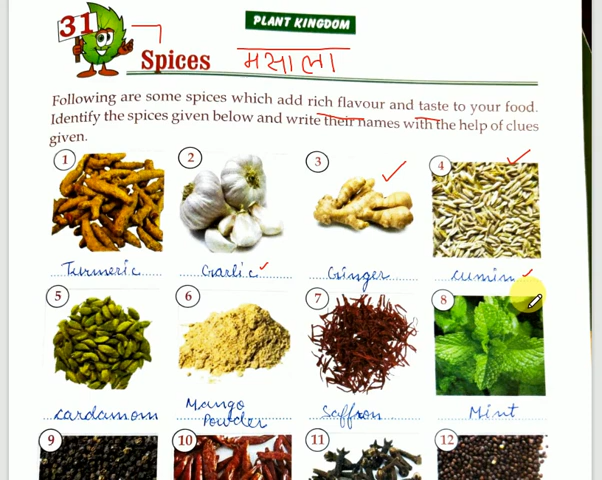 31
PLANT KINGDOM
Spices मसाला
Following are some spices which add rich flavour and taste to your food.
Identify the spices given below and write their names with the help of clues
given.
1 2 3 4
Turmeric Garlic Ginger cumin
5 6 7 8
cardamom Mango Powder Saffron Mint
9 10 11 12